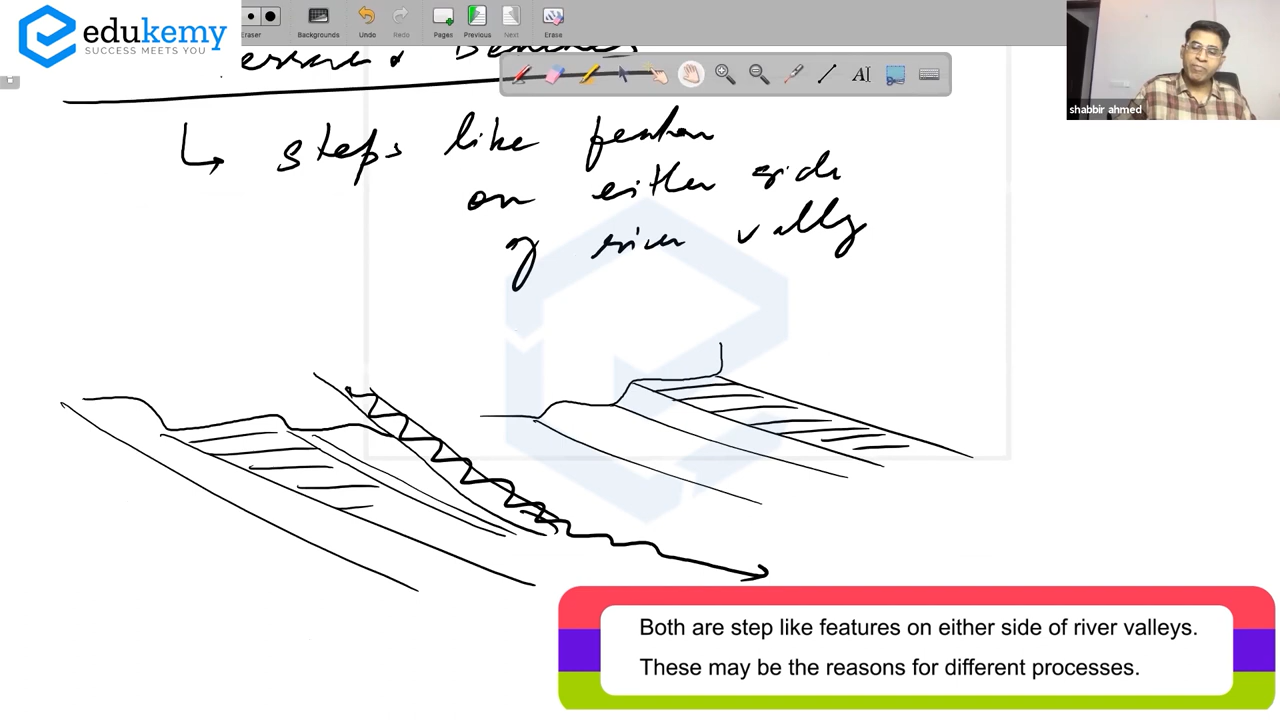 edukemy
SUCCESS MEETS YOU
Eraser
Backgrounds
Undo
Redo
Pages
Previous
Next
Erase
shabbir ahmed
steps like
on either side
of river vally
Both are step like features on either side of river valleys.
These may be the reasons for different processes.